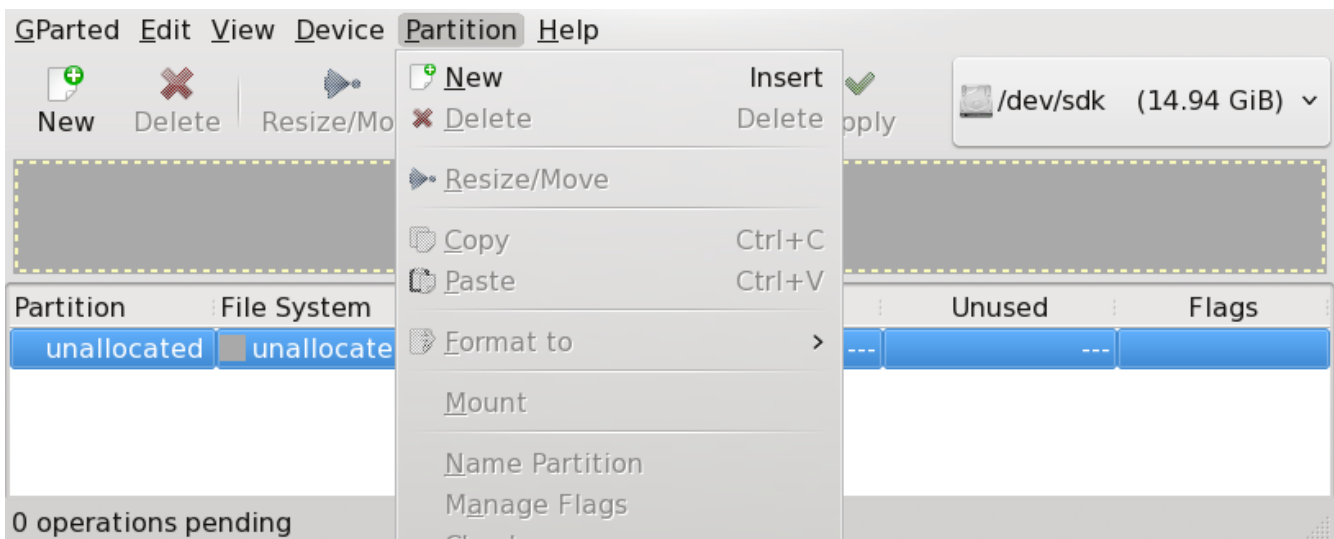 GParted Edit View Device Partition Help
New Delete Resize/Mo pply /dev/sdk (14.94 GiB)
New Insert
Delete Delete
Resize/Move
Copy Ctrl+C
Paste Ctrl+V
Format to
Mount
Name Partition
Manage Flags
Partition File System Unused Flags
unallocated unallocate --- ---
0 operations pending